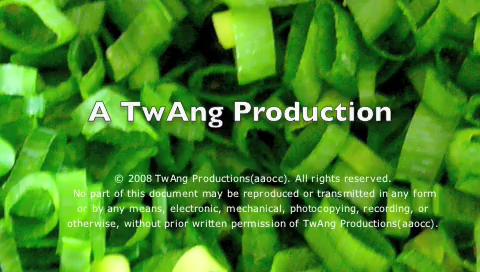 A TwAng Production
© 2008 TwAng Productions(aaocc). All rights reserved.
No part of this document may be reproduced or transmitted in any form
or by any means, electronic, mechanical, photocopying, recording, or
otherwise, without prior written permission of TwAng Productions(aaocc).